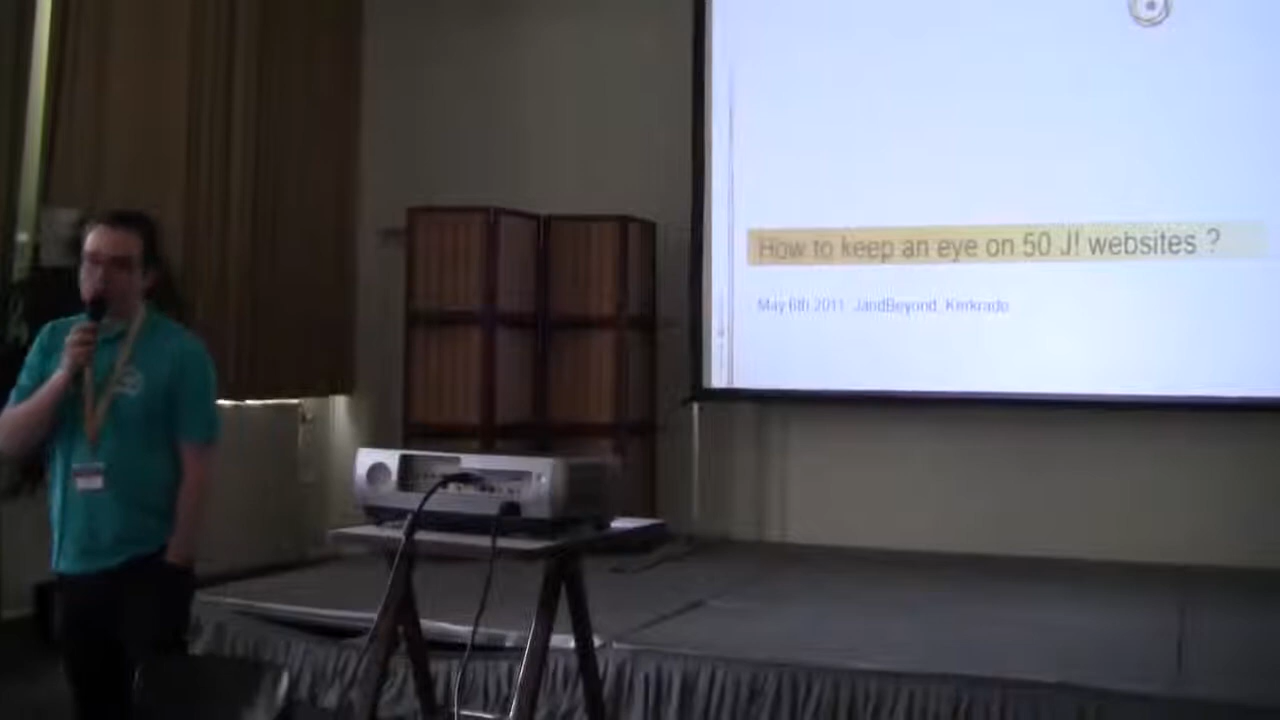 How to keep an eye on 50 J! websites ?
May 6th 2011 JandBeyond, Kerkrade